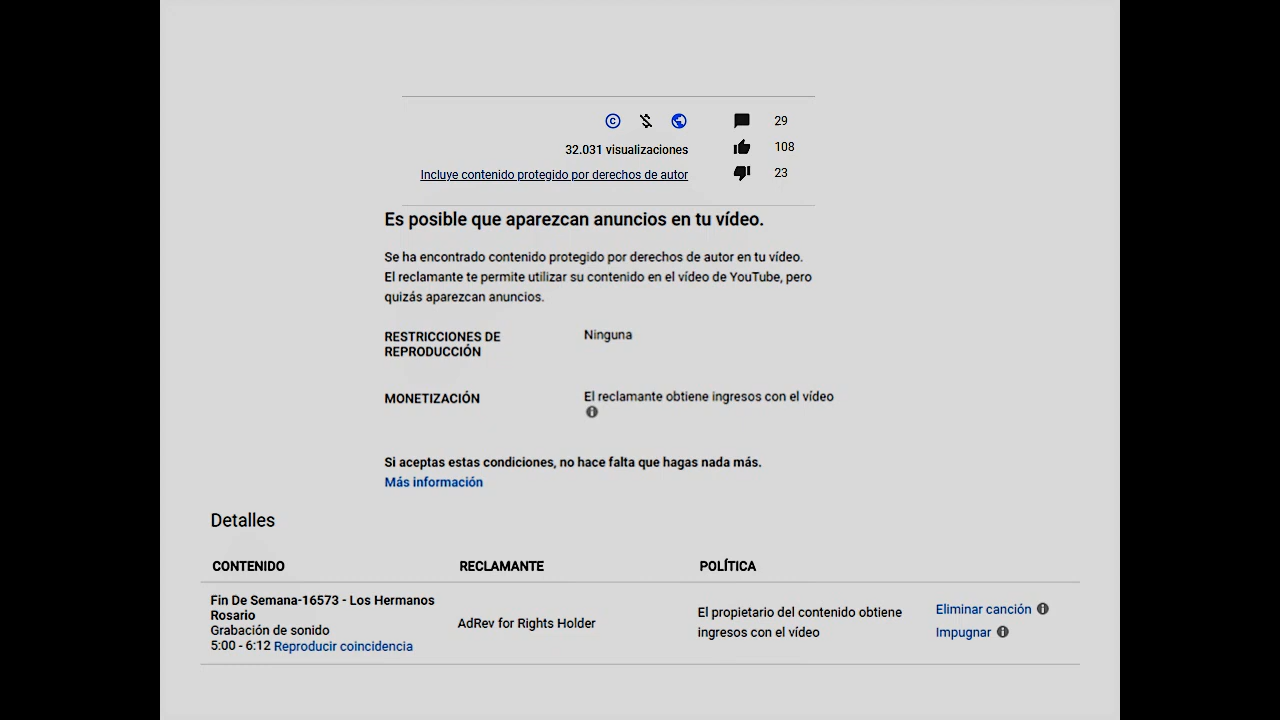 29
32.031 visualizaciones
108
Incluye contenido protegido por derechos de autor
23
Es posible que aparezcan anuncios en tu vídeo.
Se ha encontrado contenido protegido por derechos de autor en tu vídeo.
El reclamante te permite utilizar su contenido en el vídeo de YouTube, pero
quizás aparezcan anuncios.
RESTRICCIONES DE
REPRODUCCIÓN
Ninguna
MONETIZACIÓN
El reclamante obtiene ingresos con el vídeo
Si aceptas estas condiciones, no hace falta que hagas nada más.
Más información
Detalles
CONTENIDO
RECLAMANTE
POLÍTICA
Fin De Semana-16573 - Los Hermanos
Rosario
Grabación de sonido
5:00 - 6:12 Reproducir coincidencia
AdRev for Rights Holder
El propietario del contenido obtiene
ingresos con el vídeo
Eliminar canción
Impugnar